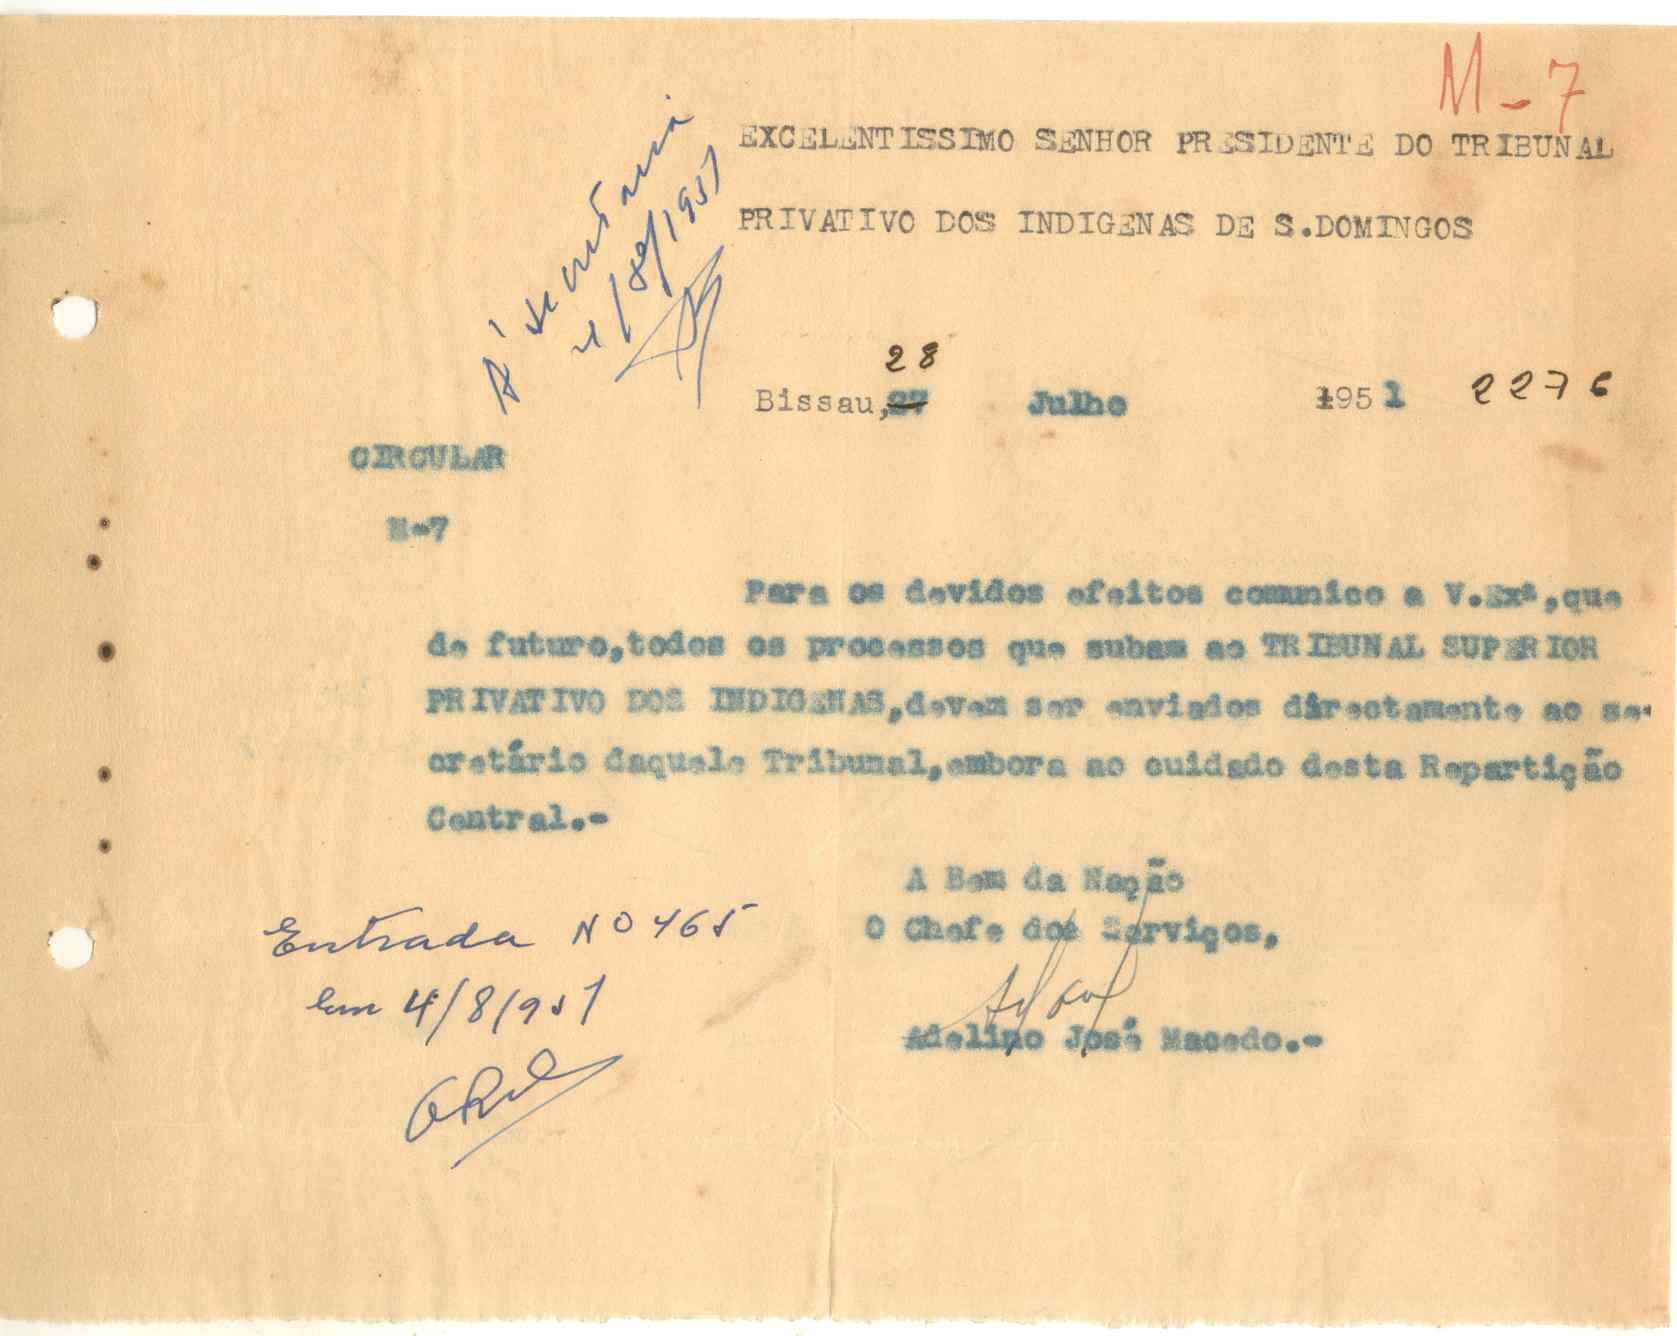 M-7
EXCELENTISSIMO SENHOR PRESIDENTE DO TRIBUNAL
PRIVATIVO DOS INDIGENAS DE S.DOMINGOS
28
Bissau, 27 Julho 1951 2276
CIRCULAR
M-7
Para os devidos efeitos comunico a V.Exª,que
de futuro,todos os processos que subam ao TRIBUNAL SUPERIOR
PRIVATIVO DOS INDIGENAS,devem ser enviados directamente ao se-
cretário daquele Tribunal,embora ao cuidado desta Repartição
Central.-
A Bem da Nação
O Chefe dos Serviços,
Adelino José Macedo.-
Entrada Nº 465
Em 4/8/951